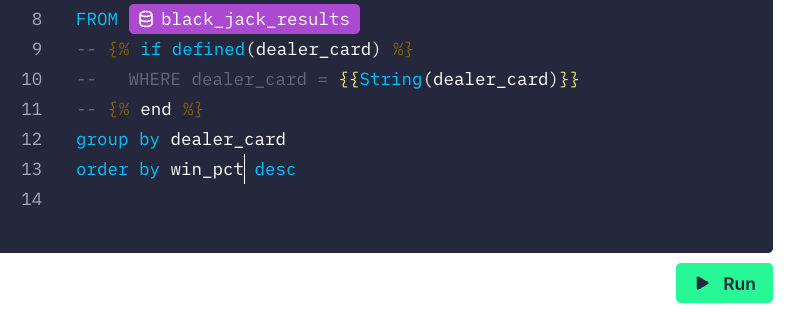 8 FROM black_jack_results
9 -- {% if defined(dealer_card) %}
10 --   WHERE dealer_card = {{String(dealer_card)}}
11 -- {% end %}
12 group by dealer_card
13 order by win_pct desc
14
Run